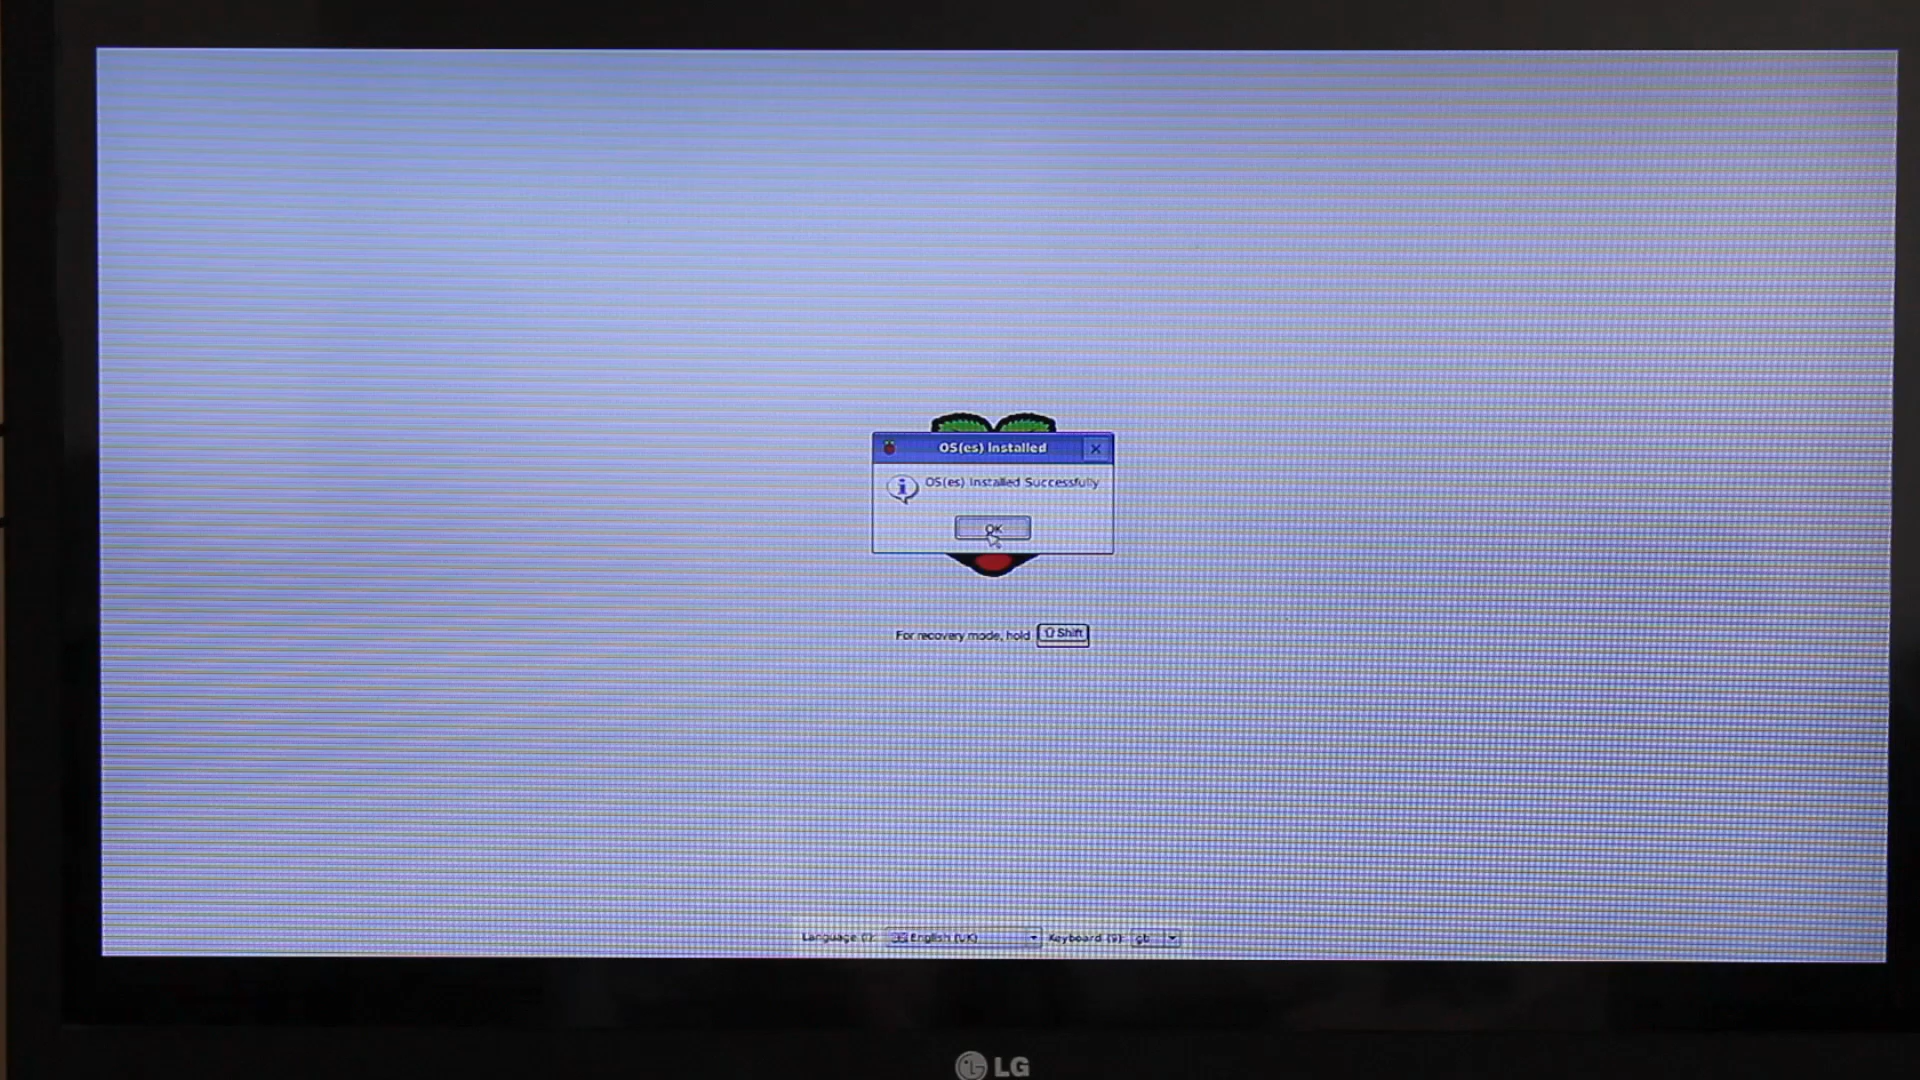 OS(es) Installed
OS(es) Installed Successfully
OK
For recovery mode, hold Shift
Language (l): English (UK) Keyboard (9): gb
LG